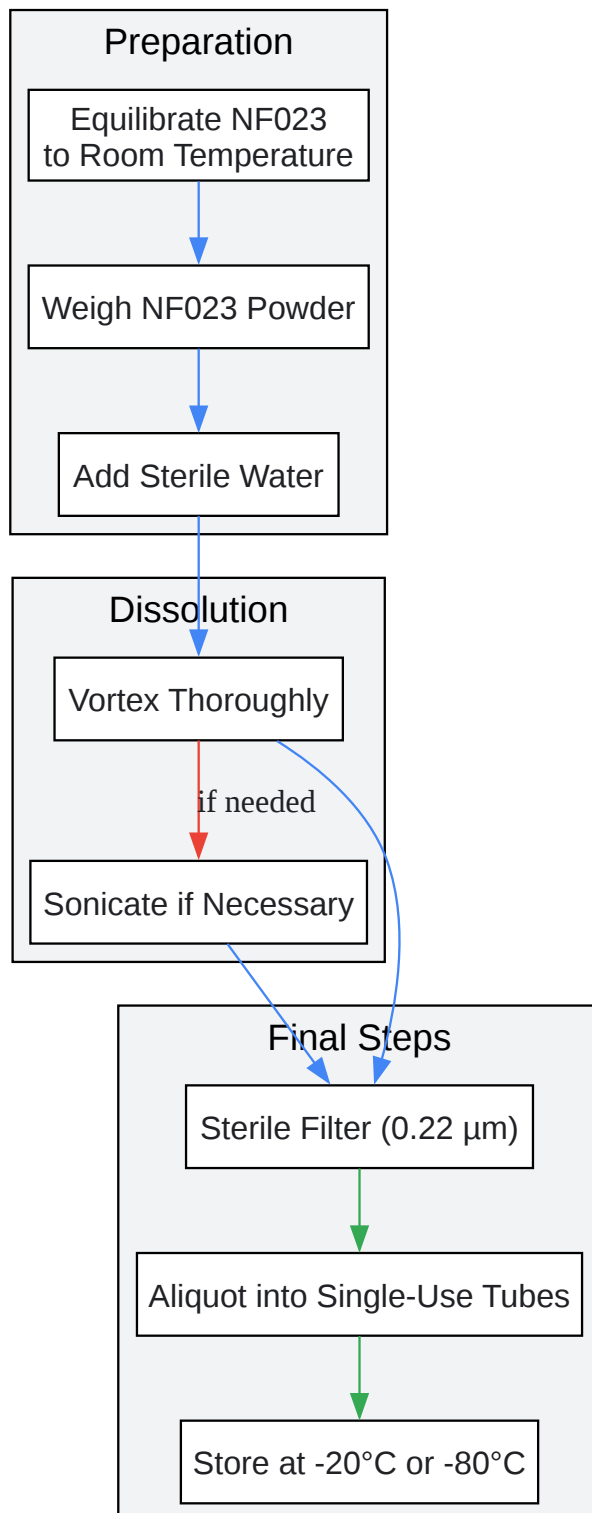 Preparation
Equilibrate NF023
to Room Temperature
Weigh NF023 Powder
Add Sterile Water
Dissolution
Vortex Thoroughly
if needed
Sonicate if Necessary
Final Steps
Sterile Filter (0.22 µm)
Aliquot into Single-Use Tubes
Store at -20°C or -80°C